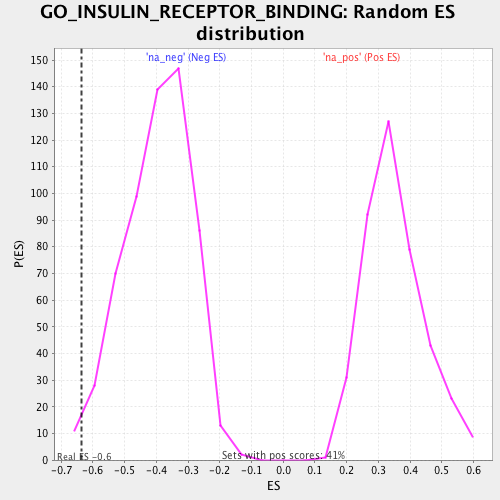 GO_INSULIN_RECEPTOR_BINDING: Random ES
distribution
'na_neg' (Neg ES)
'na_pos' (Pos ES)
150
140
130
120
110
100
90
80
70
60
50
40
30
20
10
0
P(ES)
Real ES -0.6
Sets with pos scores: 41%
-0.7 -0.6 -0.5 -0.4 -0.3 -0.2 -0.1 0.0 0.1 0.2 0.3 0.4 0.5 0.6
ES